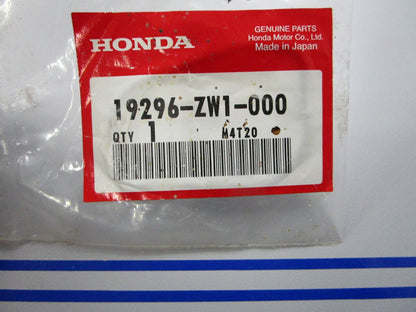 HONDA
GENUINE PARTS
Honda Motor Co., Ltd.
Made in Japan
19296-ZW1-000
QTY 1 M4T20